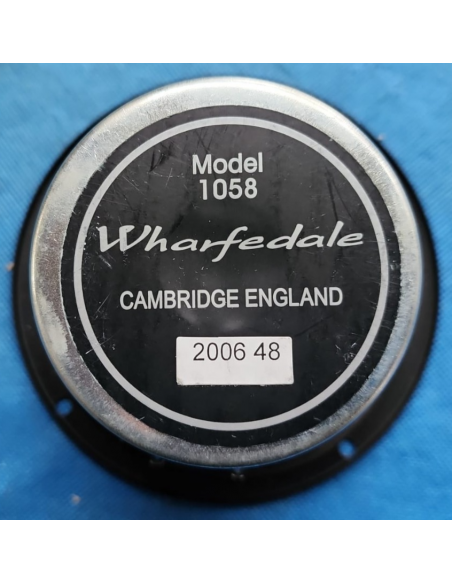 Model
1058
Wharfedale
CAMBRIDGE ENGLAND
2006 48